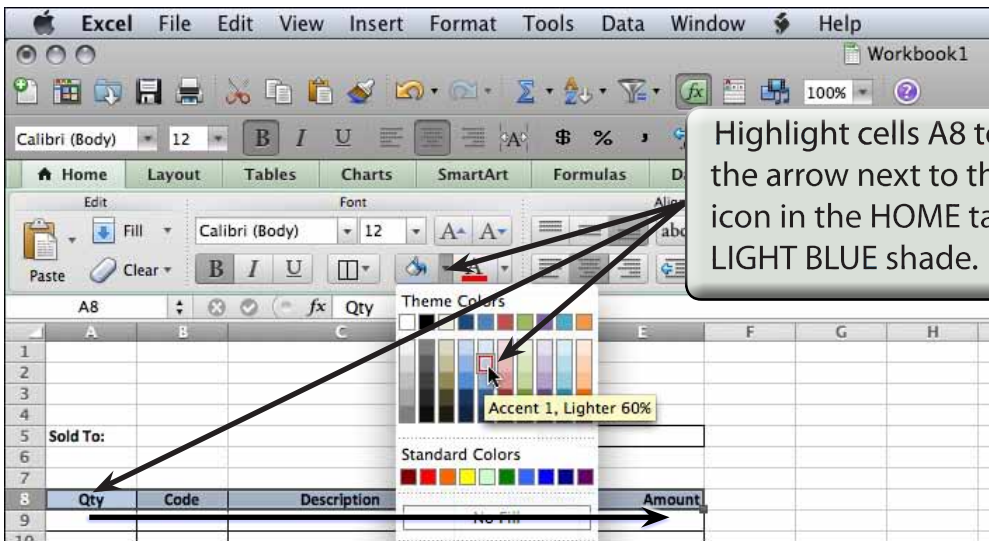 Excel File Edit View Insert Format Tools Data Window Help
Workbook1
fx 100% ?
Calibri (Body) 12 B I U A $ % ,
Highlight cells A8 to
the arrow next to th
icon in the HOME ta
LIGHT BLUE shade.
Home Layout Tables Charts SmartArt Formulas D
Edit Font
Fill Calibri (Body) 12 A A abc
Paste Clear B I U A
A8 fx Qty
Theme Colors
A B C E F G H
1
2
3
4
Accent 1, Lighter 60%
5 Sold To:
6
Standard Colors
7
8 Qty Code Description Amount
9
No Fill
10